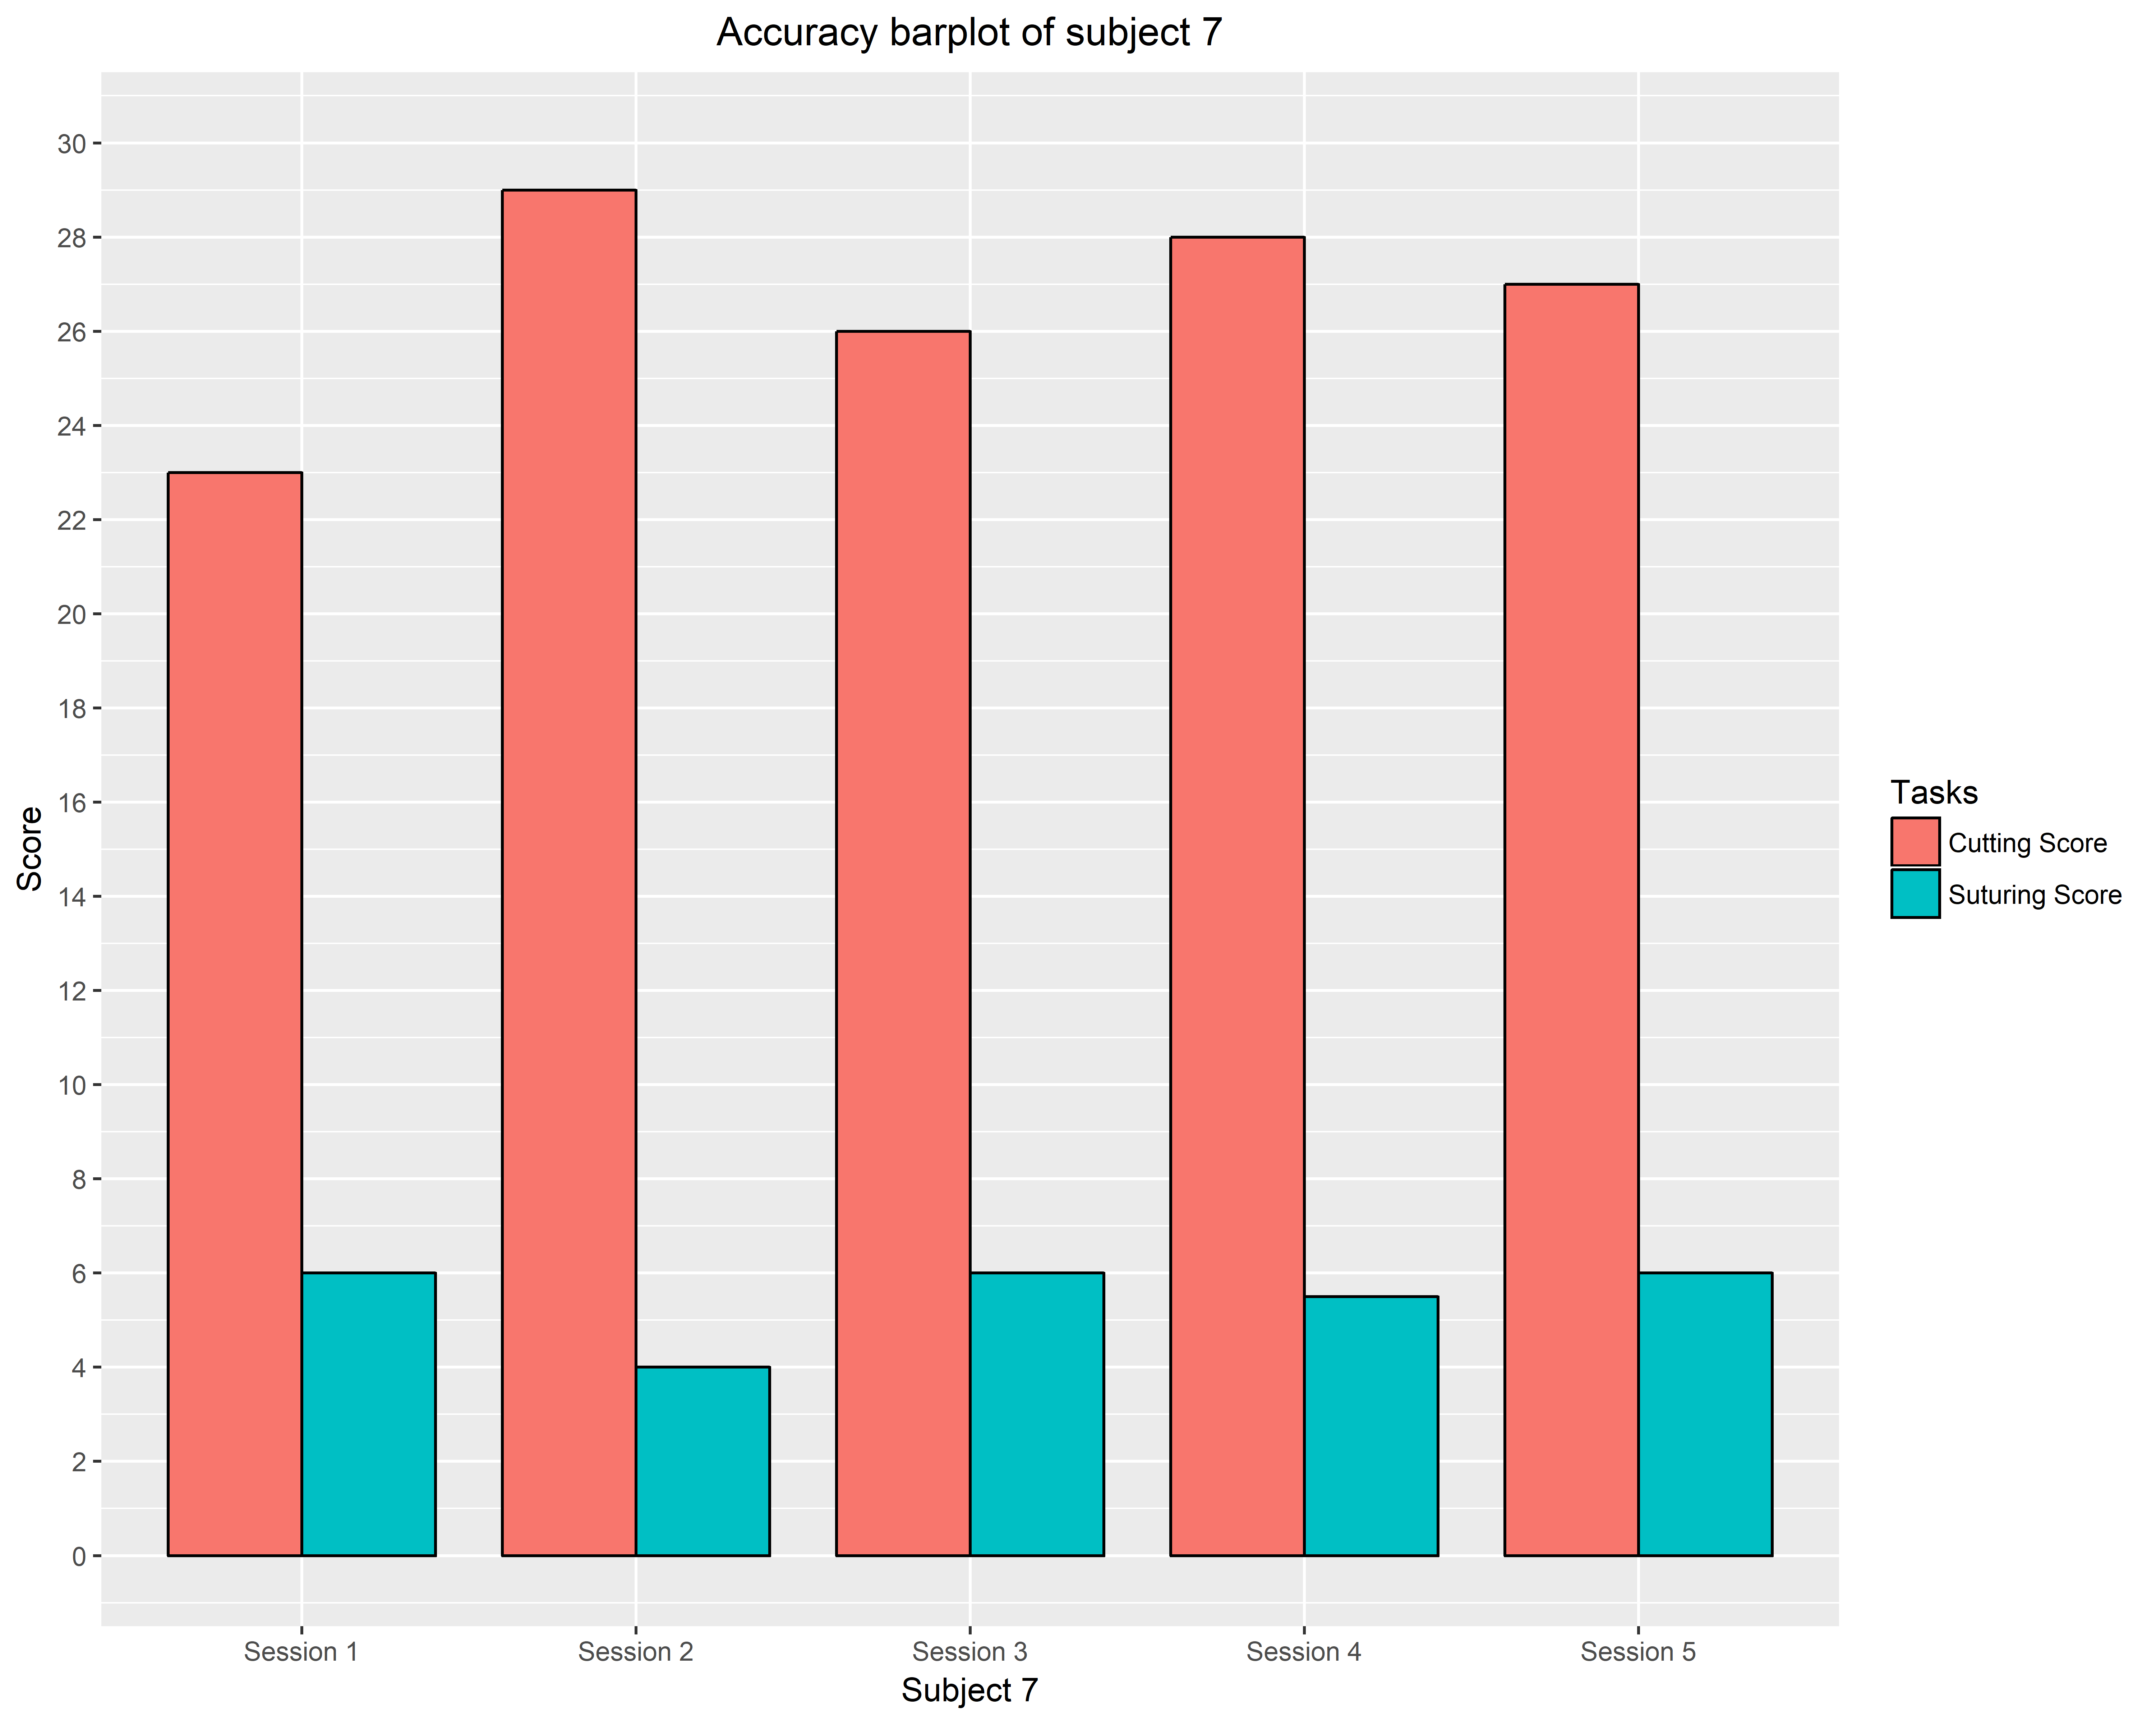 Accuracy barplot of subject 7
30
28
26
24
22
20
18
16
14
12
10
8
6
4
2
0
Score
Session 1
Session 2
Session 3
Session 4
Session 5
Subject 7
Tasks
Cutting Score
Suturing Score